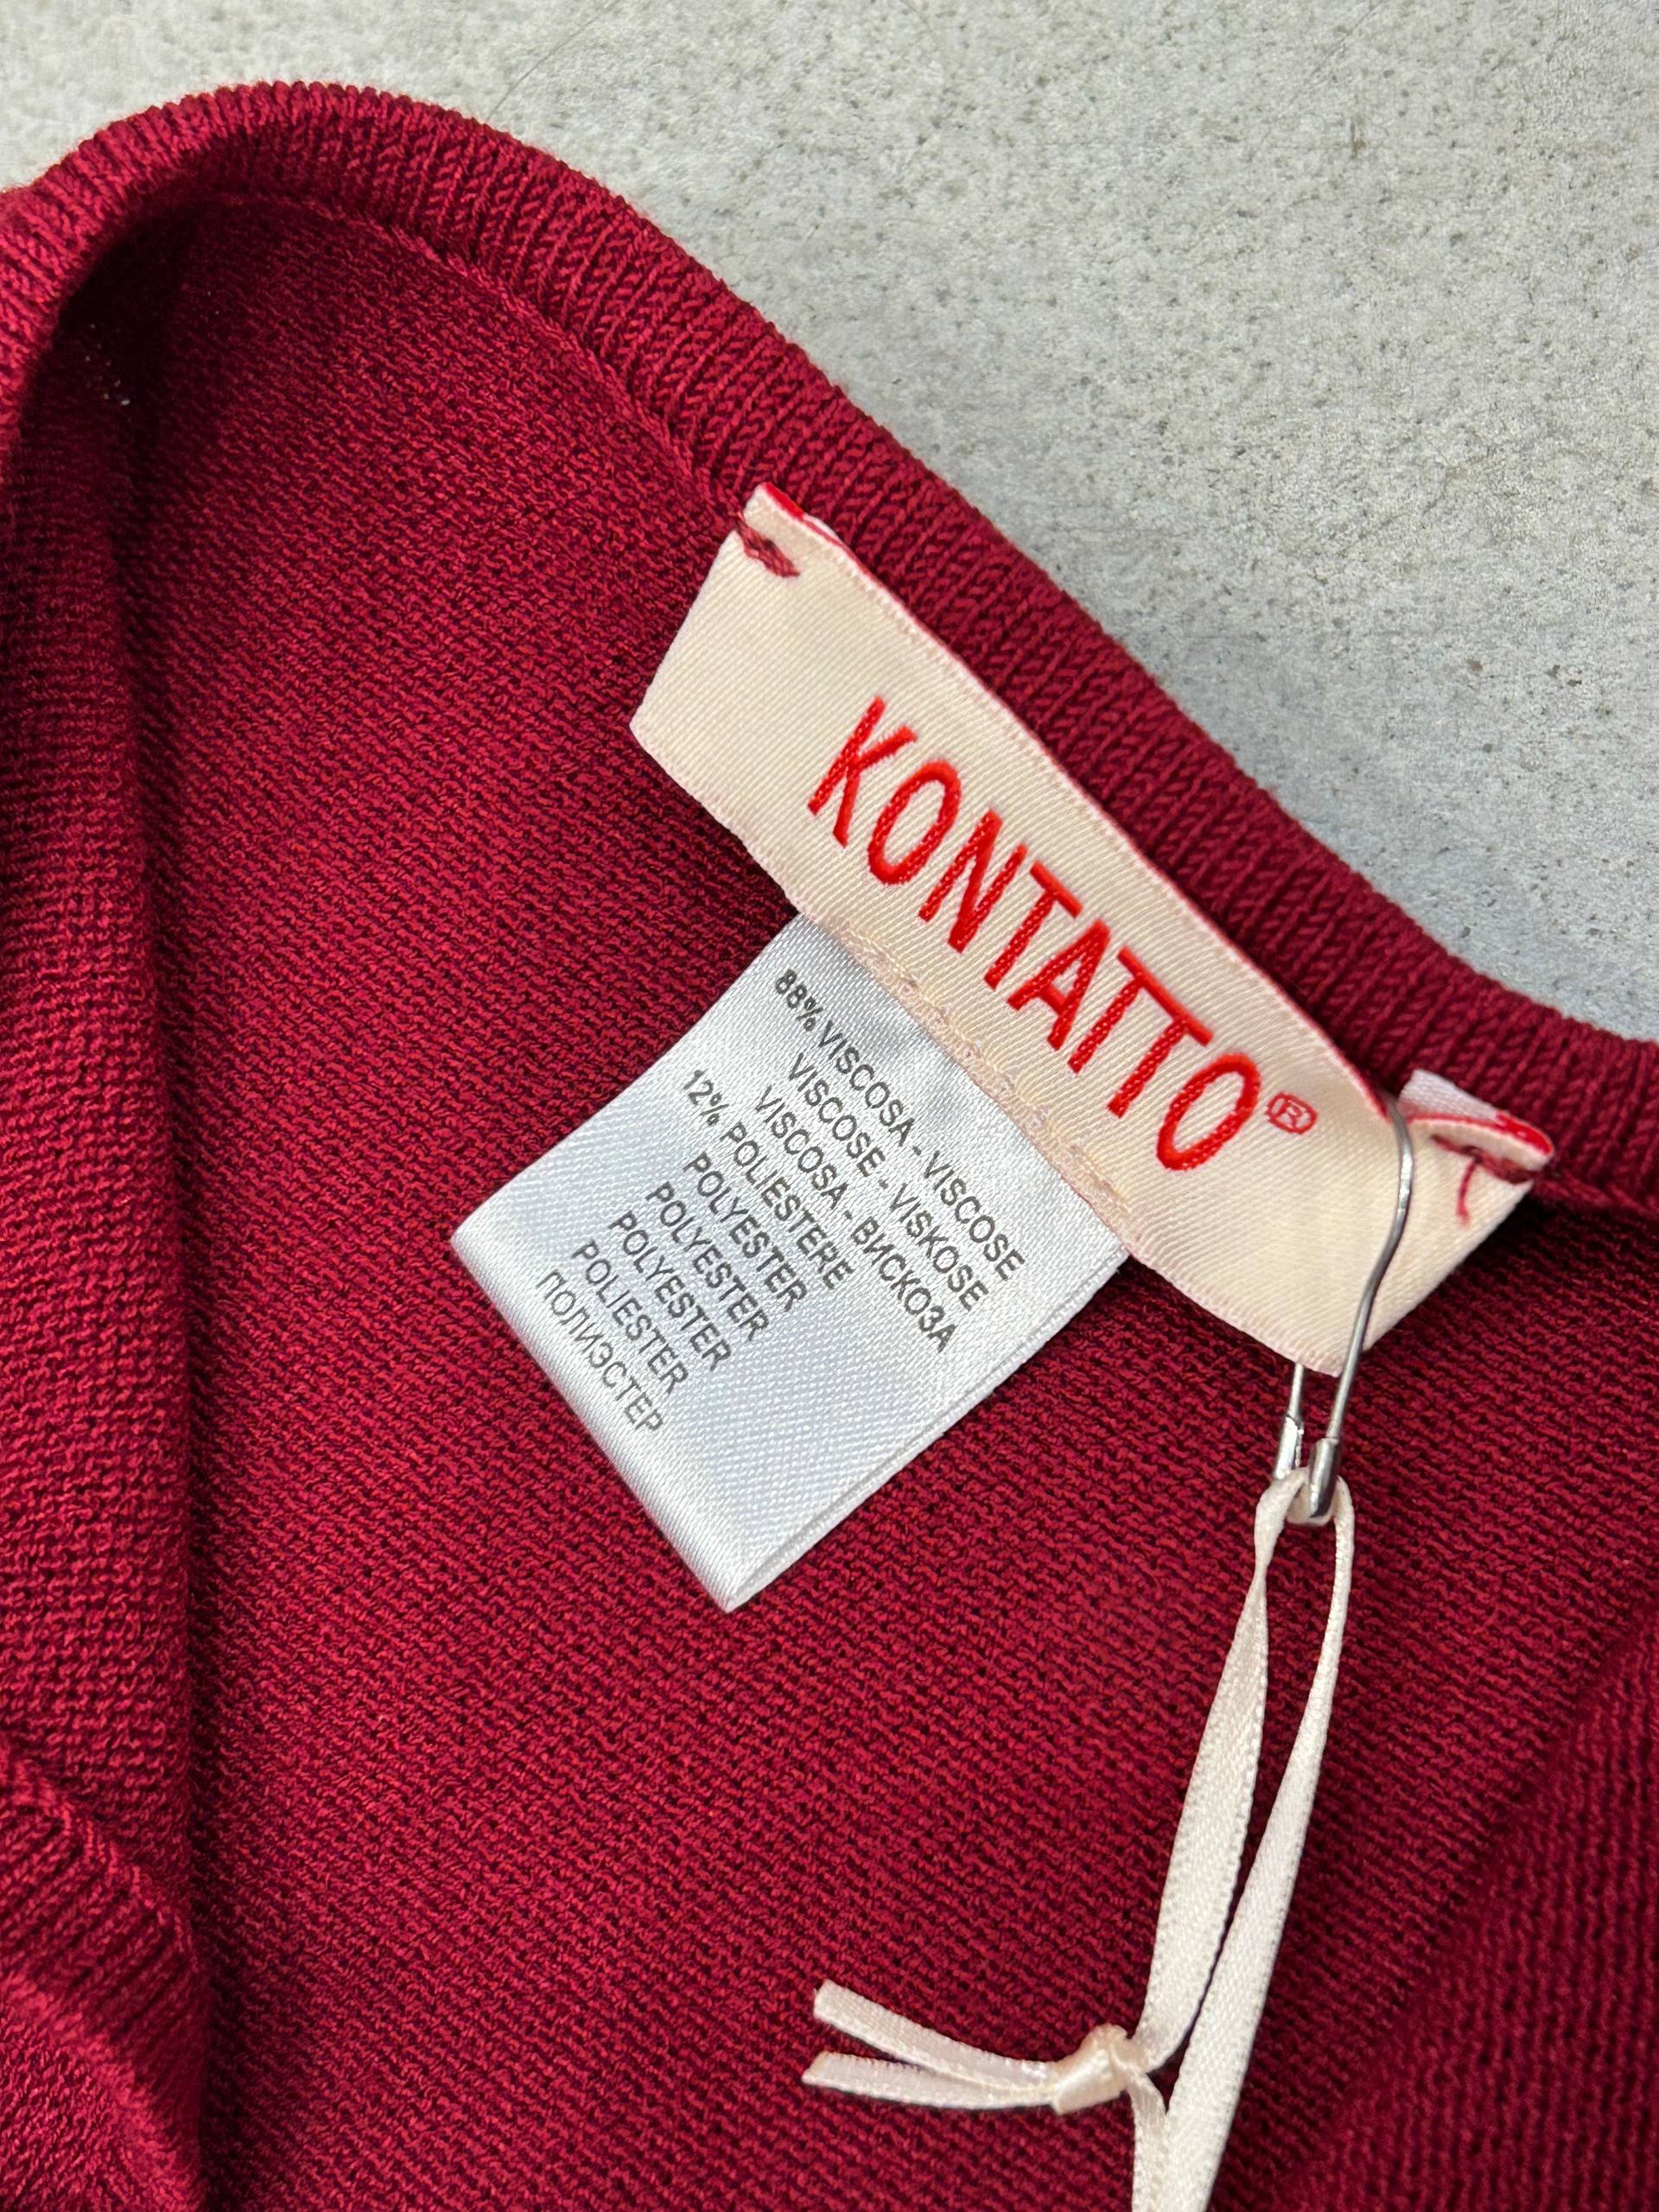 KONTATTO®
88% VISCOSA - VISCOSE
VISCOSE - VISKOSE
VISCOSA - ВИСКОЗА
12% POLIESTERE
POLYESTER
POLYESTER
POLYESTER
POLIESTER
ПОЛИЭСТЕР